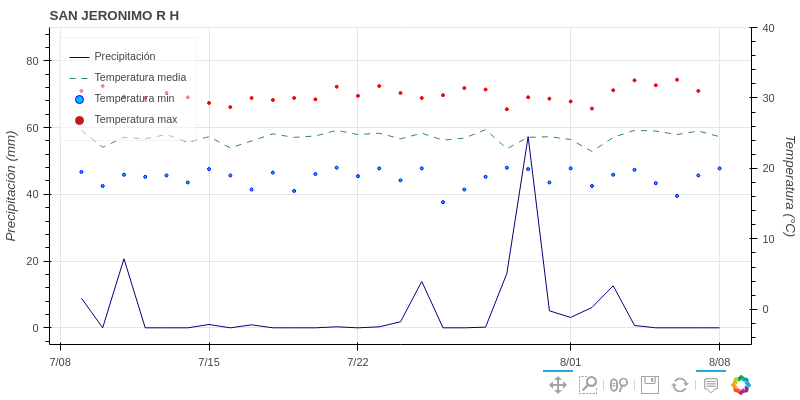 SAN JERONIMO R H
Precipitación
Temperatura media
Temperatura min
Temperatura max
Precipitación (mm)
80
60
40
20
0
Temperatura (°C)
40
30
20
10
0
7/08
7/15
7/22
8/01
8/08